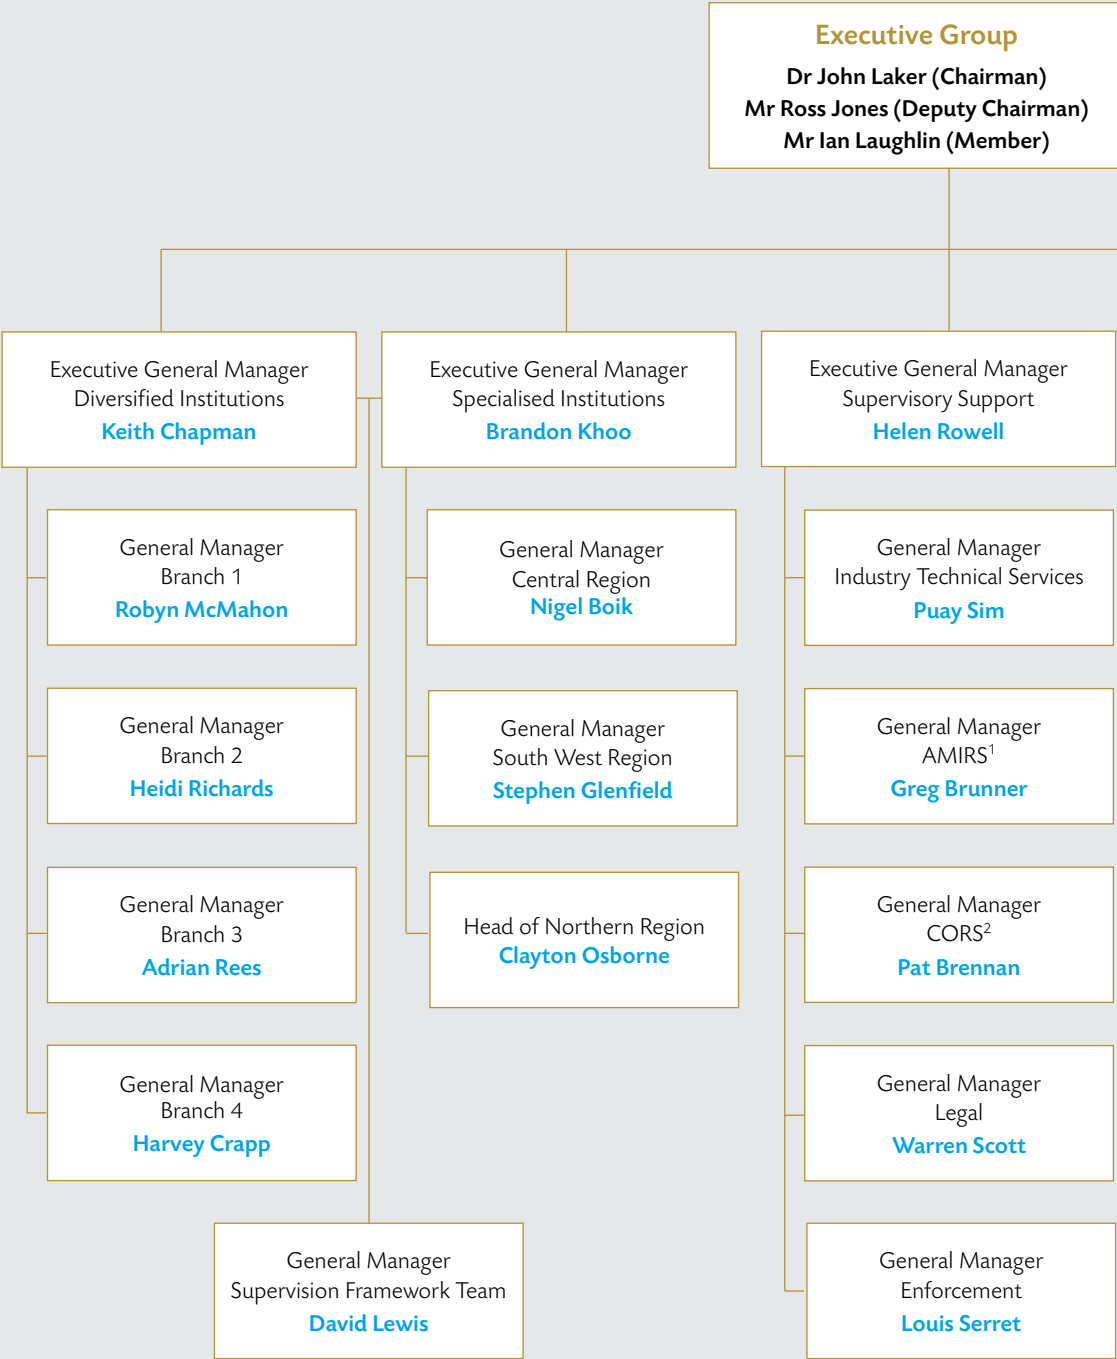 Executive Group
Dr John Laker (Chairman)
Mr Ross Jones (Deputy Chairman)
Mr Ian Laughlin (Member)
Executive General Manager
Diversified Institutions
Keith Chapman
Executive General Manager
Specialised Institutions
Brandon Khoo
Executive General Manager
Supervisory Support
Helen Rowell
General Manager
Branch 1
Robyn McMahon
General Manager
Central Region
Nigel Boik
General Manager
Industry Technical Services
Puay Sim
General Manager
Branch 2
Heidi Richards
General Manager
South West Region
Stephen Glenfield
General Manager
AMIRS¹
Greg Brunner
General Manager
Branch 3
Adrian Rees
Head of Northern Region
Clayton Osborne
General Manager
CORS²
Pat Brennan
General Manager
Branch 4
Harvey Crapp
General Manager
Legal
Warren Scott
General Manager
Supervision Framework Team
David Lewis
General Manager
Enforcement
Louis Serret